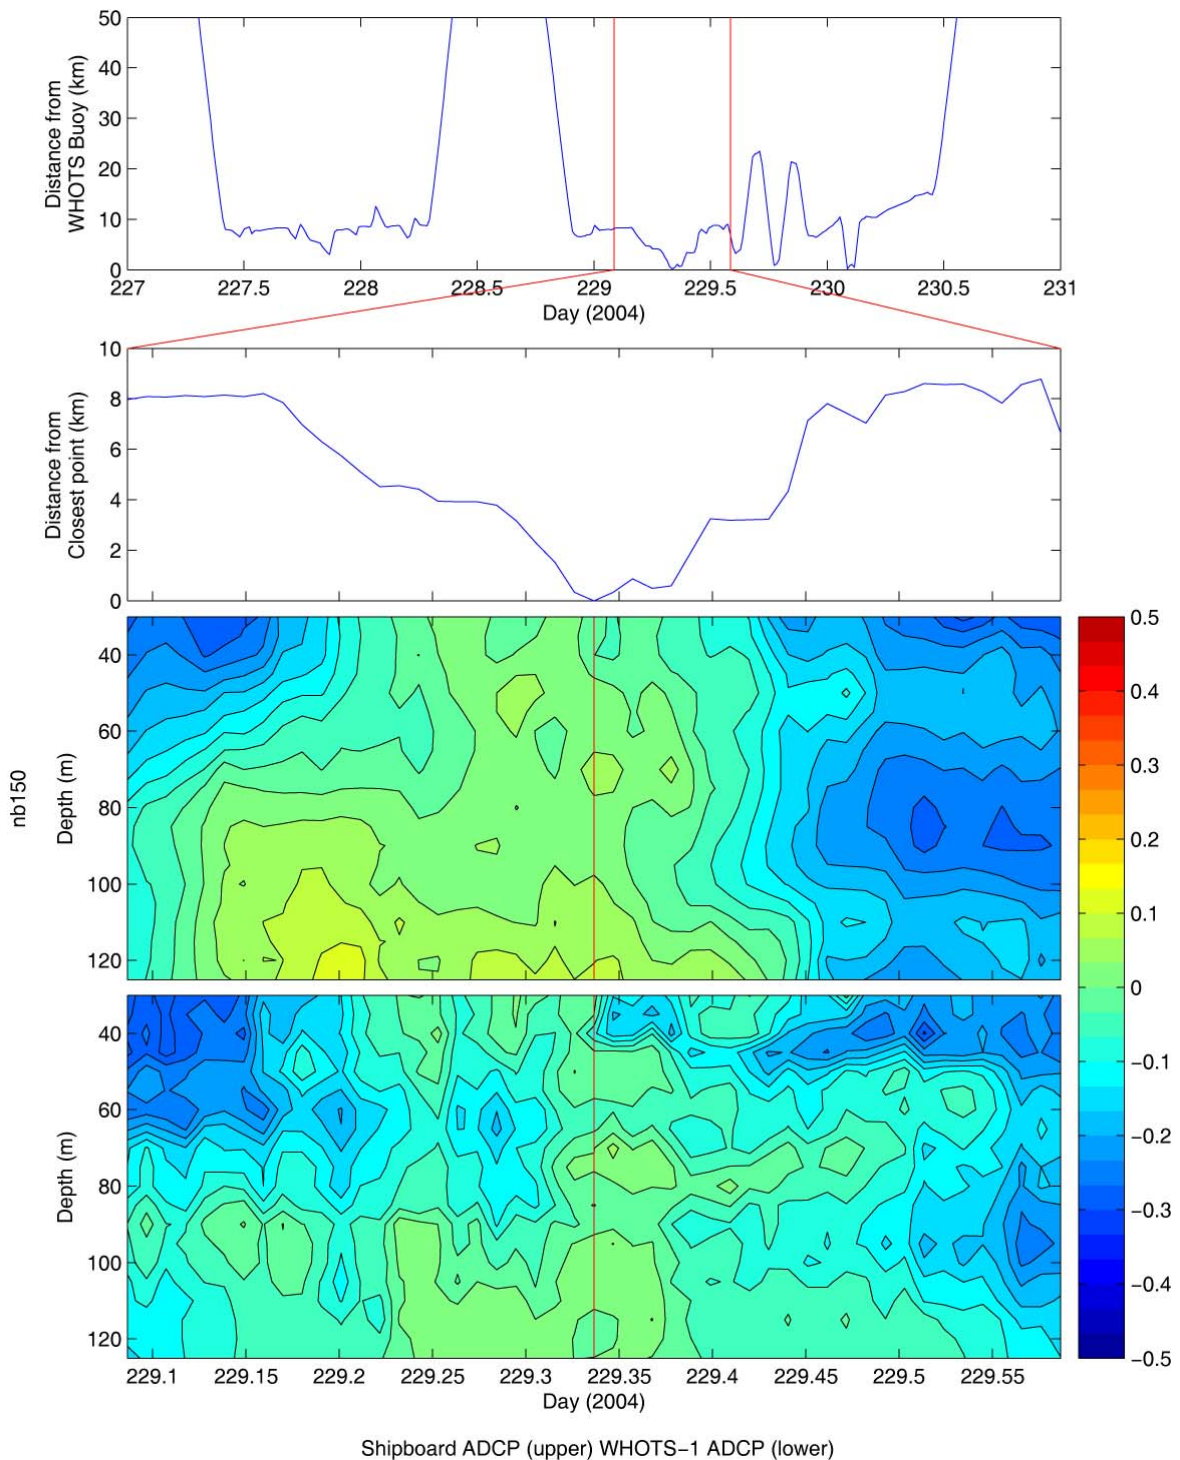 50
40
30
20
10
0
Distance from
WHOTS Buoy (km)
227 227.5 228 228.5 229 229.5 230 230.5 231
Day (2004)
10
8
6
4
2
0
Distance from
Closest point (km)
nb150
40
60
80
100
120
Depth (m)
0.5
0.4
0.3
0.2
0.1
0
−0.1
−0.2
−0.3
−0.4
−0.5
40
60
80
100
120
Depth (m)
229.1 229.15 229.2 229.25 229.3 229.35 229.4 229.45 229.5 229.55
Day (2004)
Shipboard ADCP (upper) WHOTS−1 ADCP (lower)